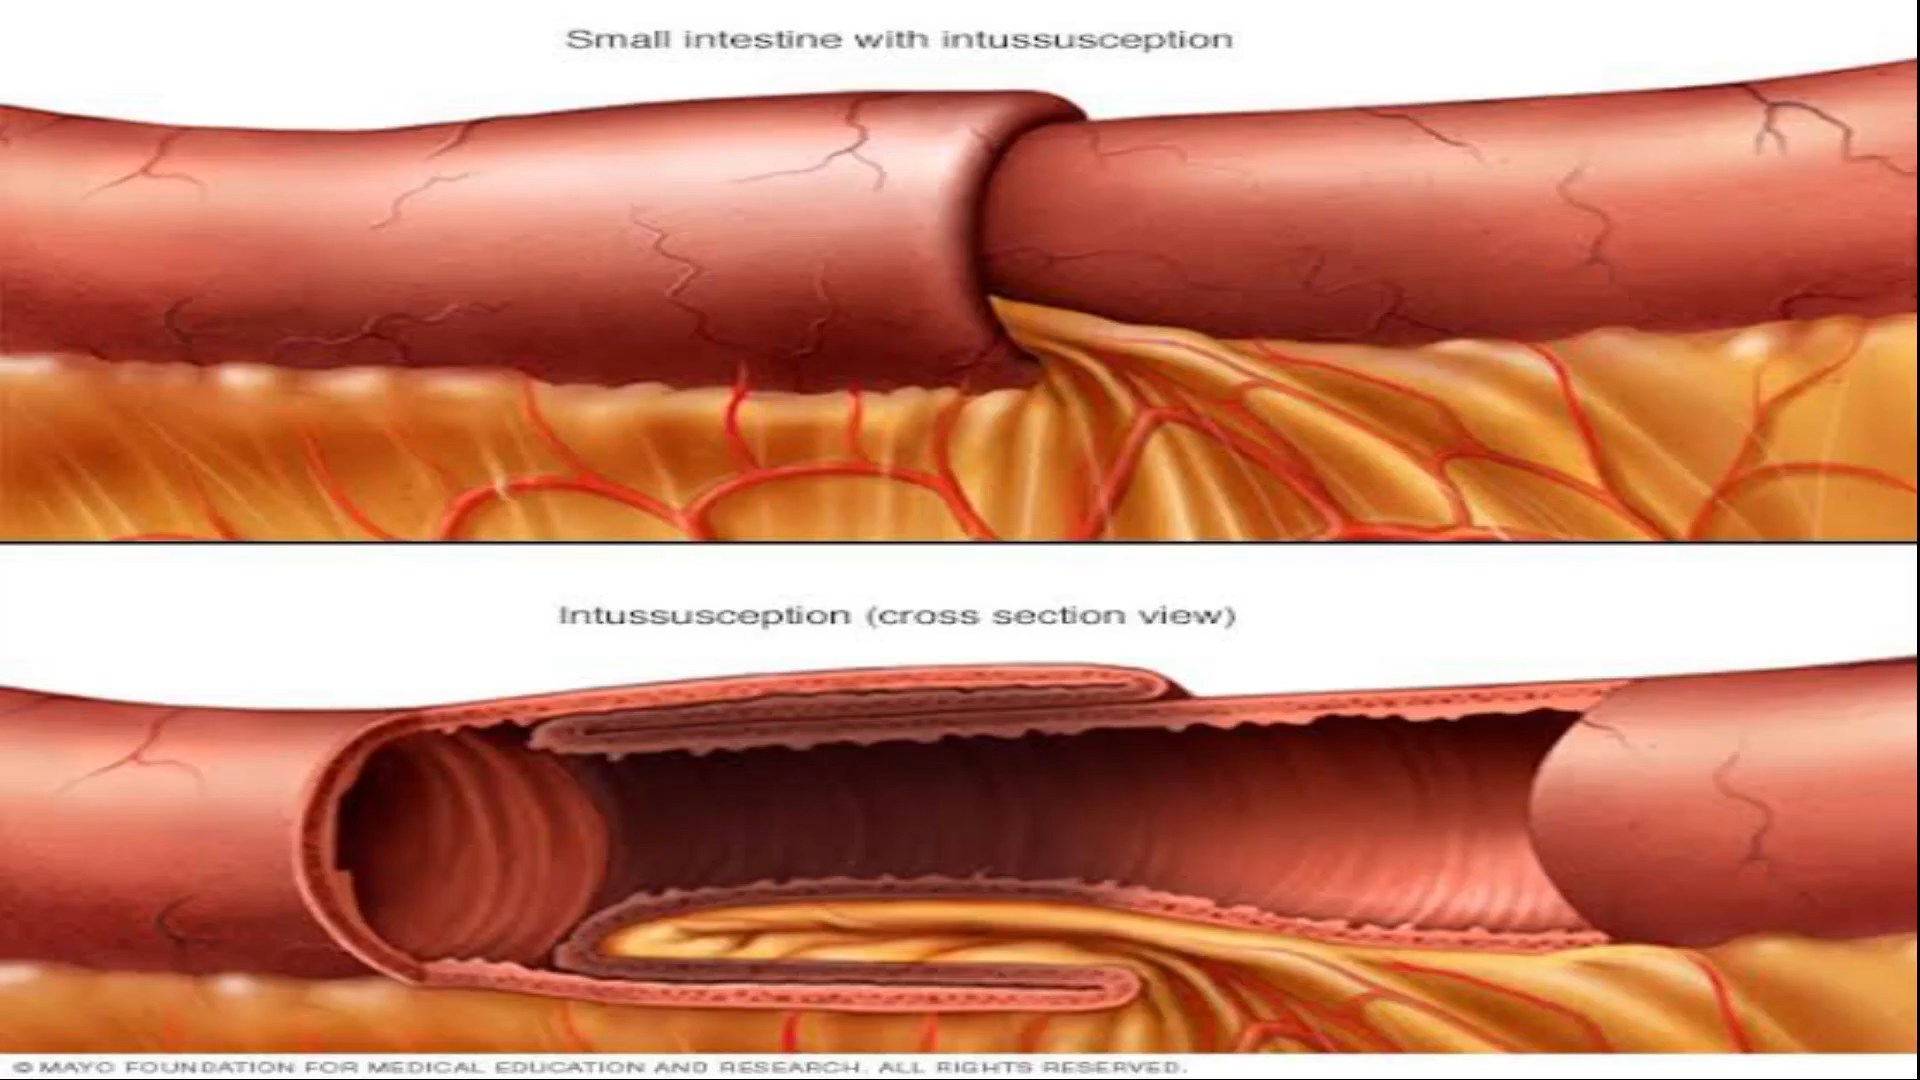 Small intestine with intussusception
Intussusception (cross section view)
© MAYO FOUNDATION FOR MEDICAL EDUCATION AND RESEARCH. ALL RIGHTS RESERVED.